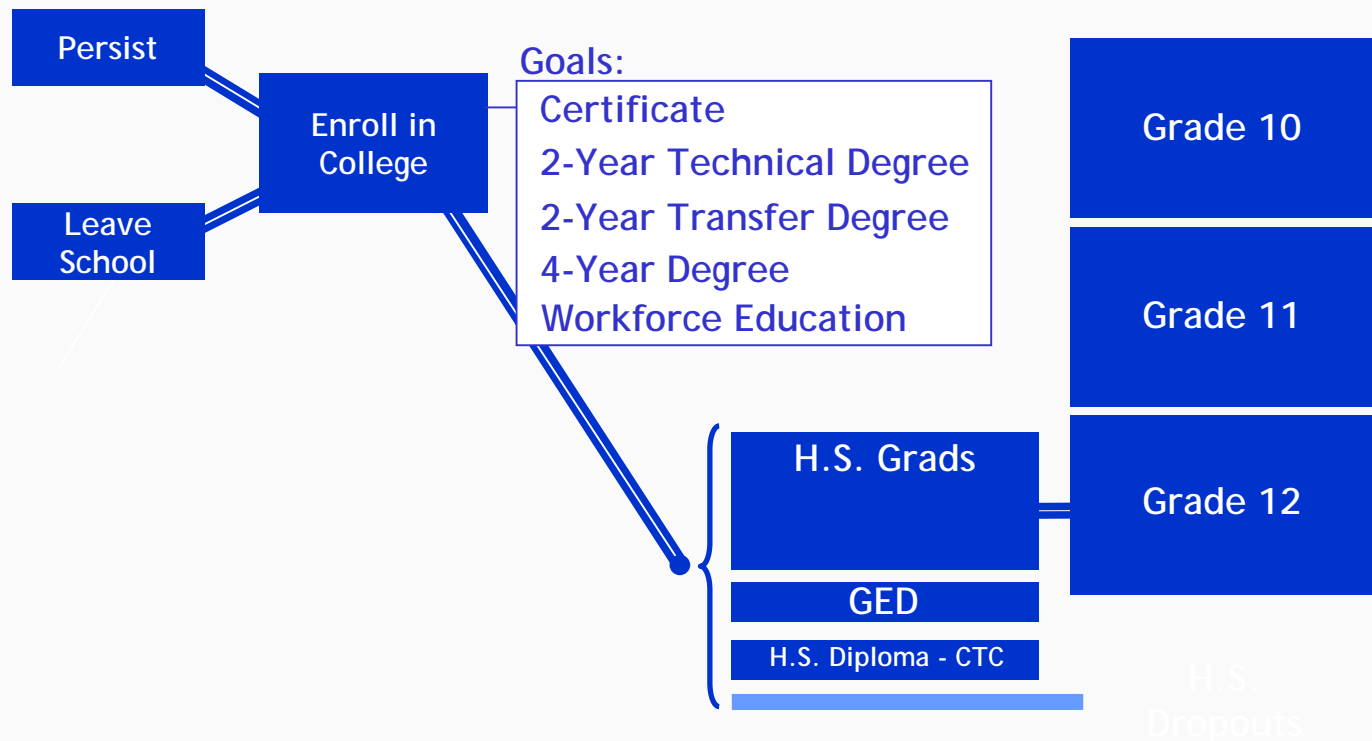 Persist
Enroll in
College
Leave
School
Goals:
Certificate
2-Year Technical Degree
2-Year Transfer Degree
4-Year Degree
Workforce Education
Grade 10
Grade 11
Grade 12
H.S. Grads
GED
H.S. Diploma - CTC
H.S.
Dropouts